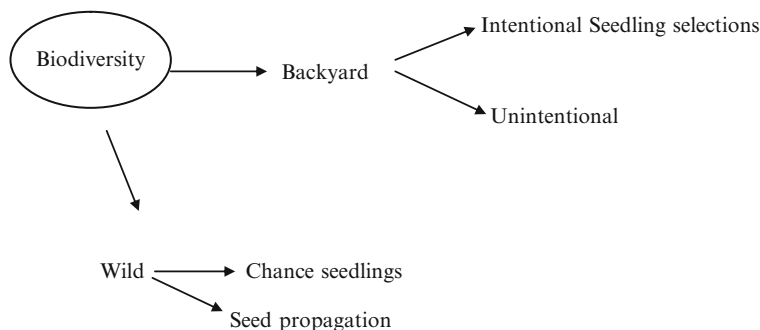 Intentional Seedling selections
Biodiversity
Backyard
Unintentional
Wild
Chance seedlings
Seed propagation